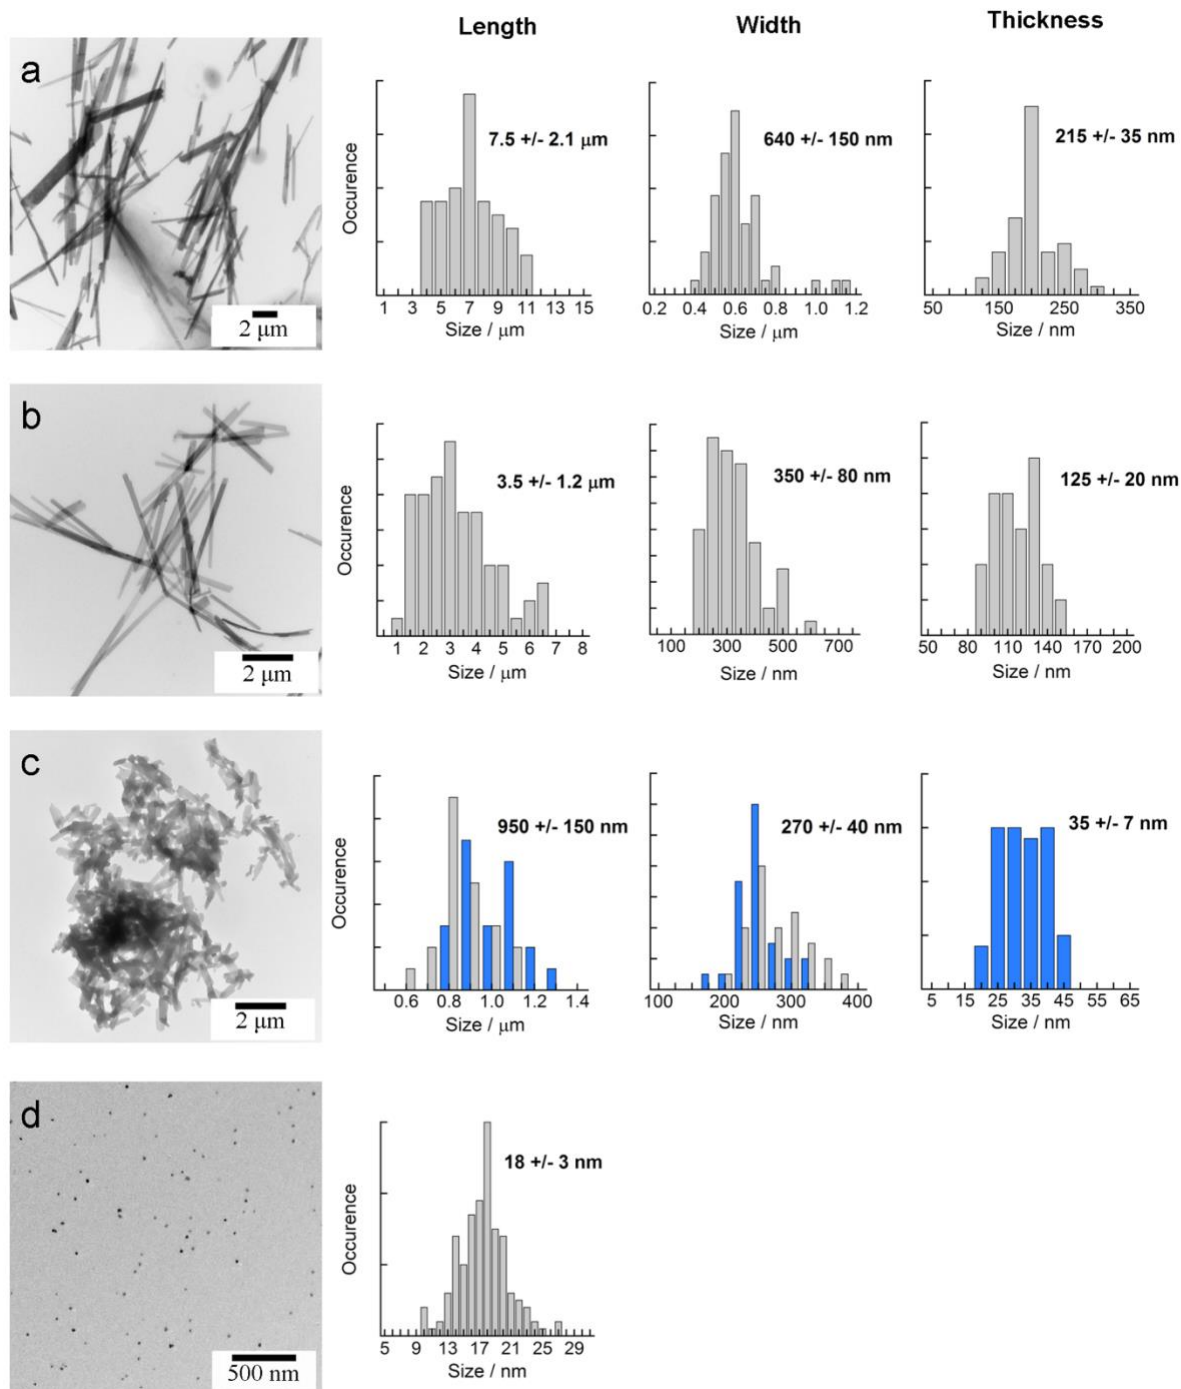 Length
Width
Thickness
a
2 μm
Occurence
7.5 +/- 2.1 μm
1 3 5 7 9 11 13 15
Size / μm
640 +/- 150 nm
0.2 0.4 0.6 0.8 1.0 1.2
Size / μm
215 +/- 35 nm
50 150 250 350
Size / nm
b
2 μm
Occurence
3.5 +/- 1.2 μm
1 2 3 4 5 6 7 8
Size / μm
350 +/- 80 nm
100 300 500 700
Size / nm
125 +/- 20 nm
50 80 110 140 170 200
Size / nm
c
2 μm
Occurence
950 +/- 150 nm
0.6 0.8 1.0 1.2 1.4
Size / μm
270 +/- 40 nm
100 200 300 400
Size / nm
35 +/- 7 nm
5 15 25 35 45 55 65
Size / nm
d
500 nm
Occurence
18 +/- 3 nm
5 9 13 17 21 25 29
Size / nm